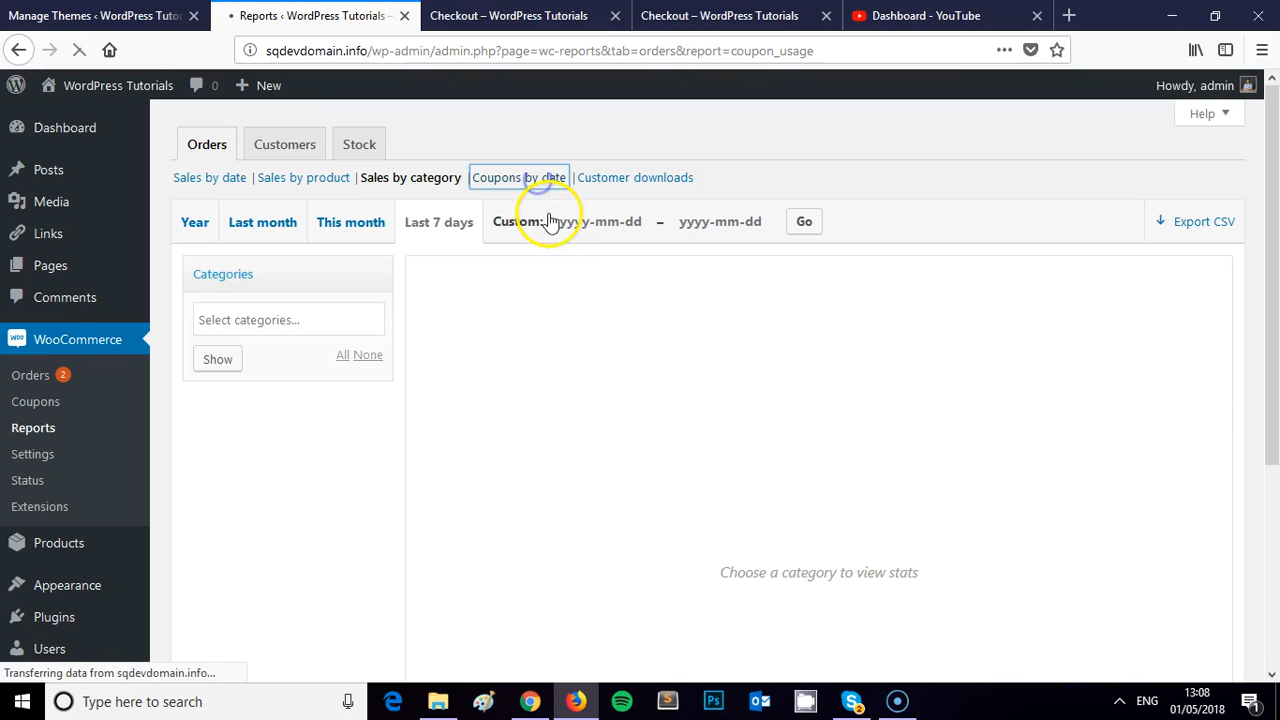 Manage Themes ‹ WordPress Tutori
Reports ‹ WordPress Tutorials –
Checkout – WordPress Tutorials
Checkout – WordPress Tutorials
Dashboard - YouTube
sqdevdomain.info/wp-admin/admin.php?page=wc-reports&tab=orders&report=coupon_usage
WordPress Tutorials 0 New Howdy, admin
Help
Dashboard
Posts
Media
Links
Pages
Comments
WooCommerce
Orders 2
Coupons
Reports
Settings
Status
Extensions
Products
Appearance
Plugins
Users
Orders Customers Stock
Sales by date | Sales by product | Sales by category | Coupons by date | Customer downloads
Year Last month This month Last 7 days Custom: yyyy-mm-dd – yyyy-mm-dd Go Export CSV
Categories
Select categories...
Show All None
Choose a category to view stats
Transferring data from sqdevdomain.info...
Type here to search
ENG
13:08
01/05/2018